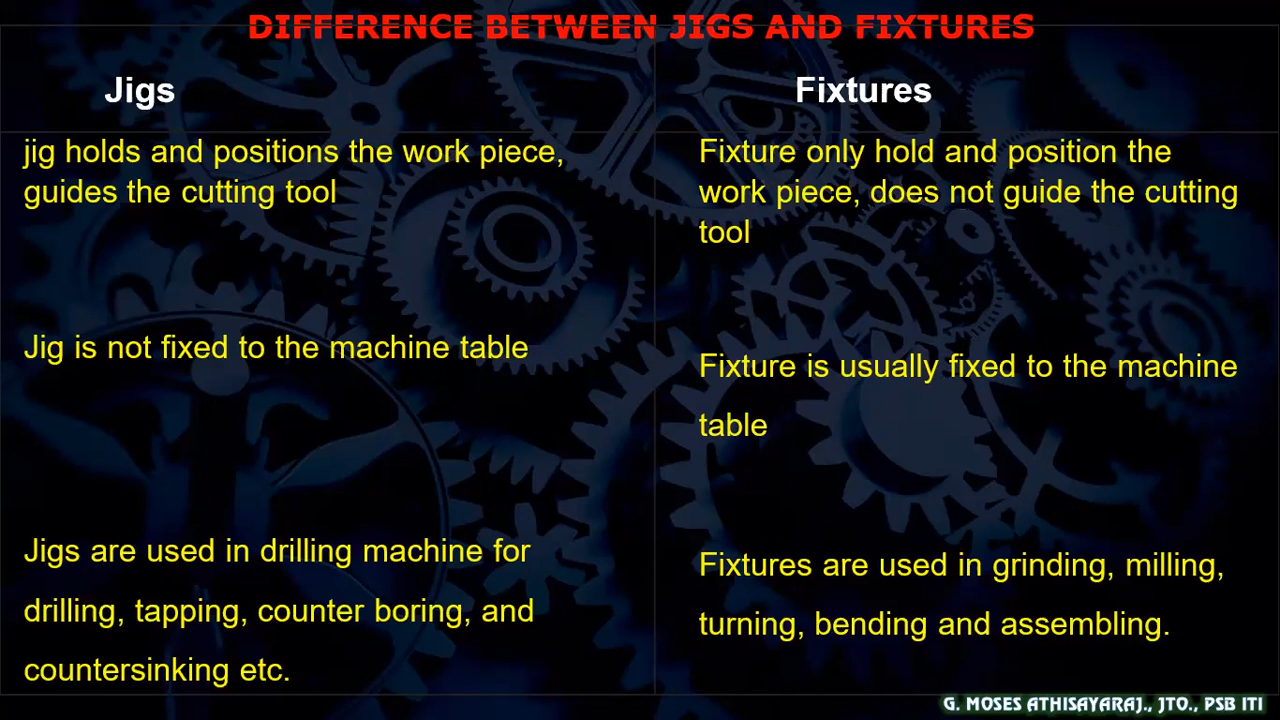 DIFFERENCE BETWEEN JIGS AND FIXTURES
Jigs
Fixtures
jig holds and positions the work piece,
guides the cutting tool
Fixture only hold and position the
work piece, does not guide the cutting
tool
Jig is not fixed to the machine table
Fixture is usually fixed to the machine
table
Jigs are used in drilling machine for
drilling, tapping, counter boring, and
countersinking etc.
Fixtures are used in grinding, milling,
turning, bending and assembling.
G. MOSES ATHISAYARAJ., JTO., PSB ITI